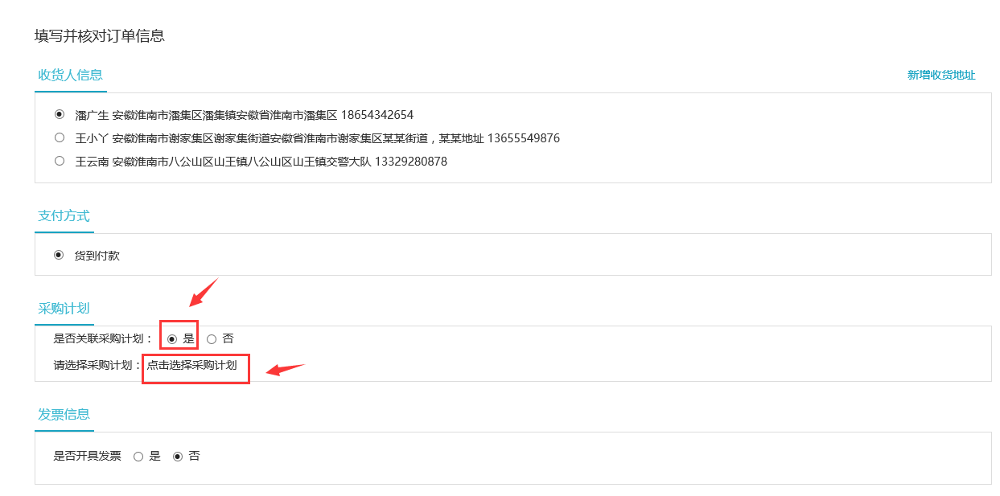 填写并核对订单信息
收货人信息
新增收货地址
潘广生 安徽淮南市潘集区潘集镇安徽省淮南市潘集区 18654342654
王小丫 安徽淮南市谢家集区谢家集街道安徽省淮南市谢家集区某某街道，某某地址 13655549876
王云南 安徽淮南市八公山区山王镇八公山区山王镇交警大队 13329280878
支付方式
货到付款
采购计划
是否关联采购计划： 是 否
请选择采购计划： 点击选择采购计划
发票信息
是否开具发票 是 否